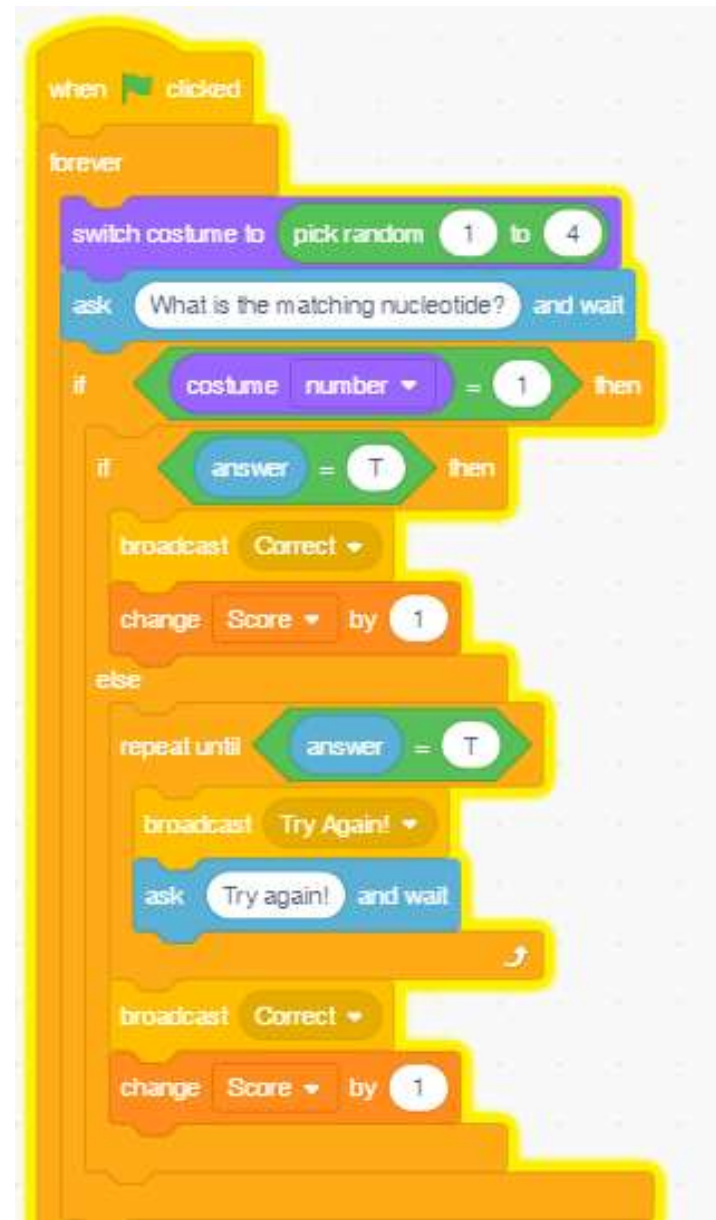 when clicked
forever
switch costume to pick random 1 to 4
ask What is the matching nucleotide? and wait
if costume number = 1 then
if answer = T then
broadcast Correct
change Score by 1
else
repeat until answer = T
broadcast Try Again!
ask Try again! and wait
broadcast Correct
change Score by 1